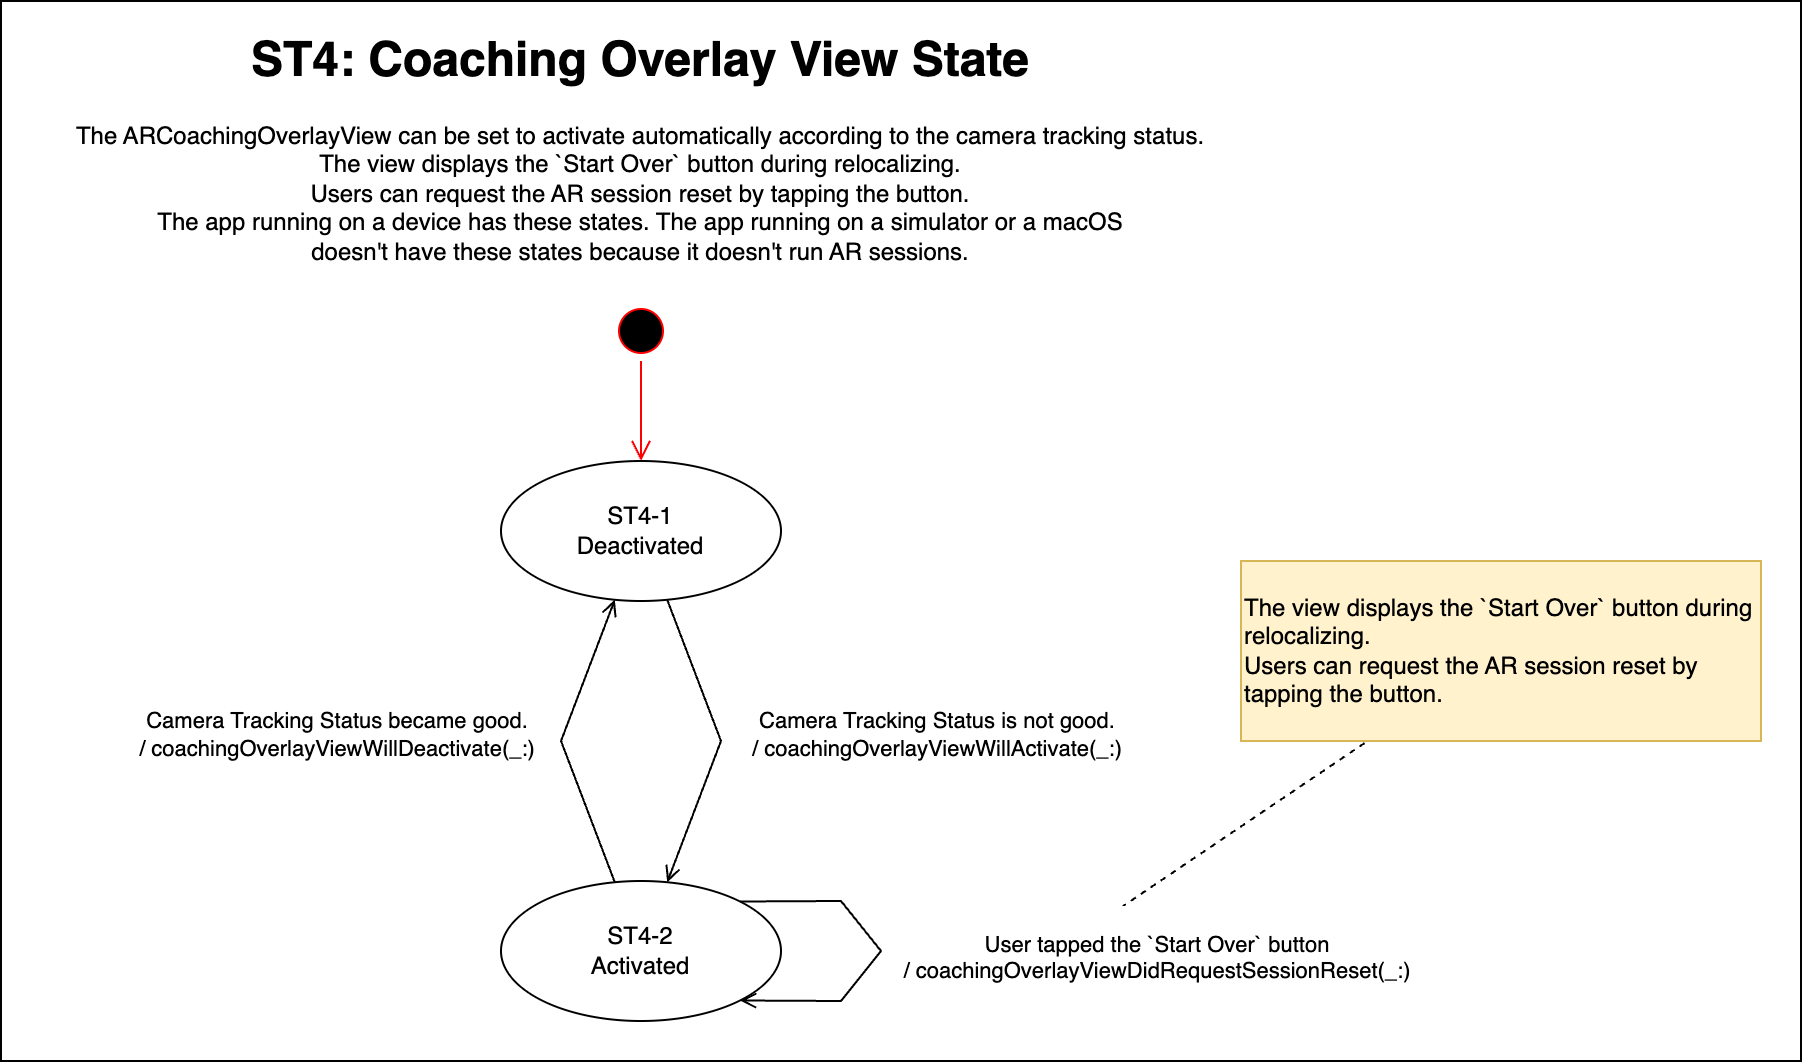 ST4: Coaching Overlay View State
The ARCoachingOverlayView can be set to activate automatically according to the camera tracking status.
The view displays the `Start Over` button during relocalizing.
Users can request the AR session reset by tapping the button.
The app running on a device has these states. The app running on a simulator or a macOS
doesn't have these states because it doesn't run AR sessions.
ST4-1
Deactivated
The view displays the `Start Over` button during
relocalizing.
Users can request the AR session reset by
tapping the button.
Camera Tracking Status became good.
/ coachingOverlayViewWillDeactivate(_:)
Camera Tracking Status is not good.
/ coachingOverlayViewWillActivate(_:)
ST4-2
Activated
User tapped the `Start Over` button
/ coachingOverlayViewDidRequestSessionReset(_:)